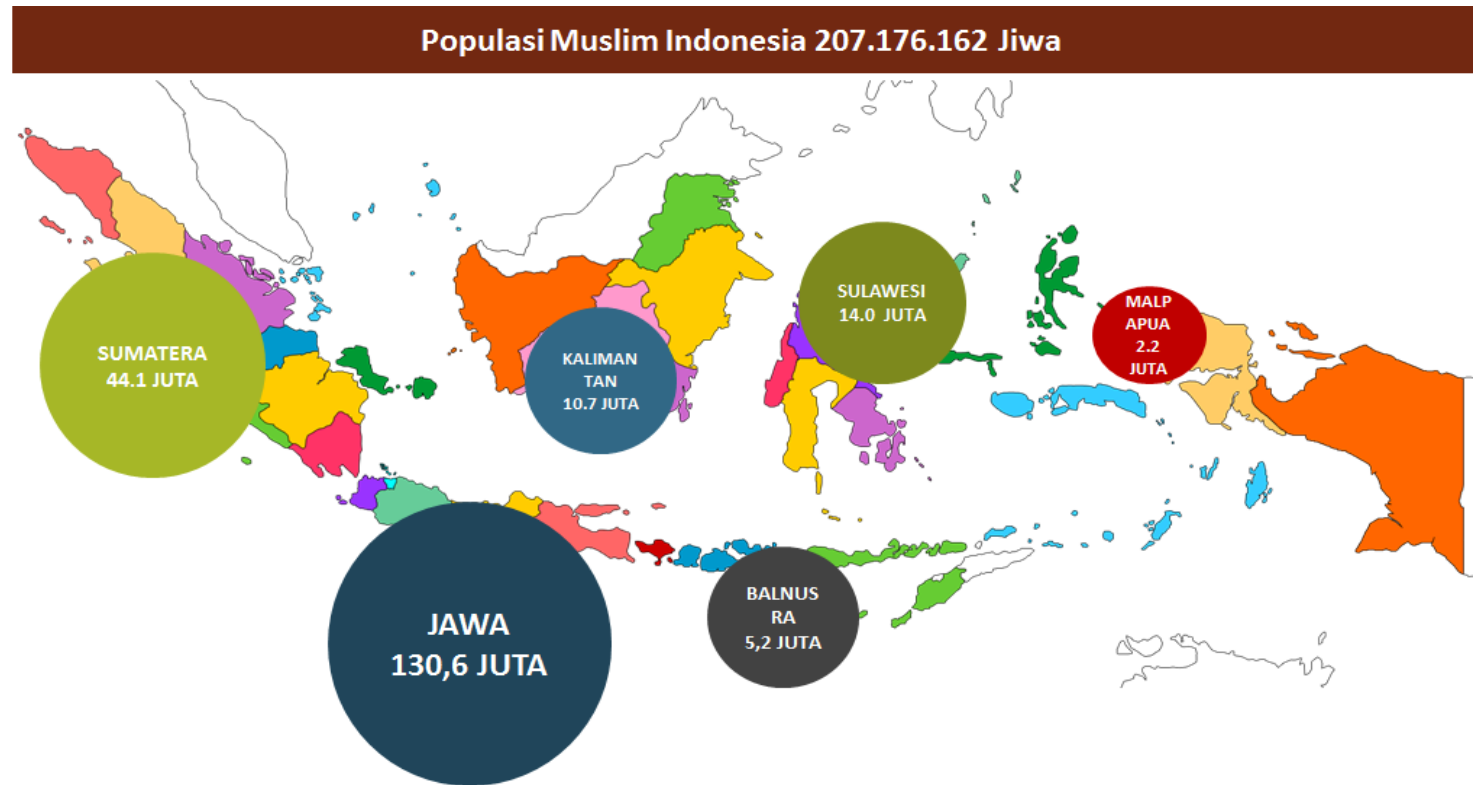 Populasi Muslim Indonesia 207.176.162 Jiwa
SUMATERA
44.1 JUTA
KALIMAN
TAN
10.7 JUTA
SULAWESI
14.0 JUTA
MALP
APUA
2.2
JUTA
JAWA
130,6 JUTA
BALNUS
RA
5,2 JUTA